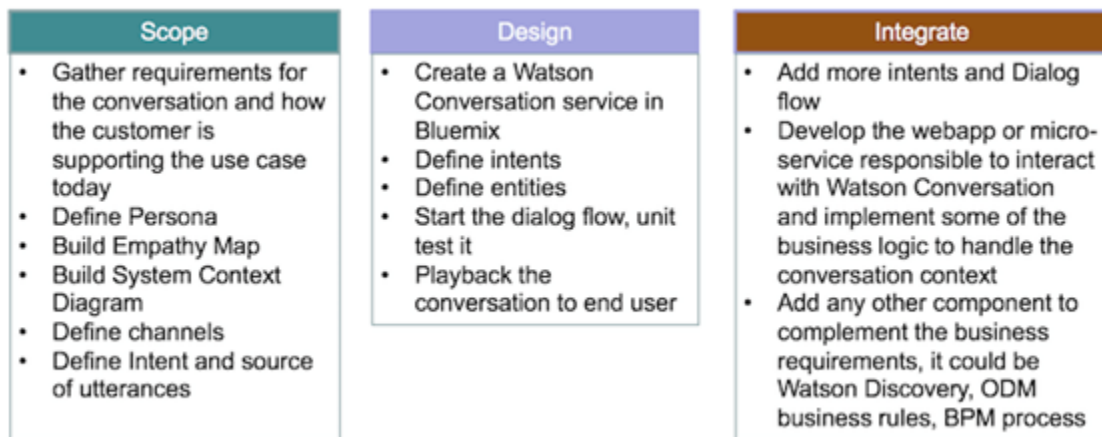 Scope
• Gather requirements for
the conversation and how
the customer is
supporting the use case
today
• Define Persona
• Build Empathy Map
• Build System Context
Diagram
• Define channels
• Define Intent and source
of utterances
Design
• Create a Watson
Conversation service in
Bluemix
• Define intents
• Define entities
• Start the dialog flow, unit
test it
• Playback the
conversation to end user
Integrate
• Add more intents and Dialog
flow
• Develop the webapp or micro-
service responsible to interact
with Watson Conversation
and implement some of the
business logic to handle the
conversation context
• Add any other component to
complement the business
requirements, it could be
Watson Discovery, ODM
business rules, BPM process